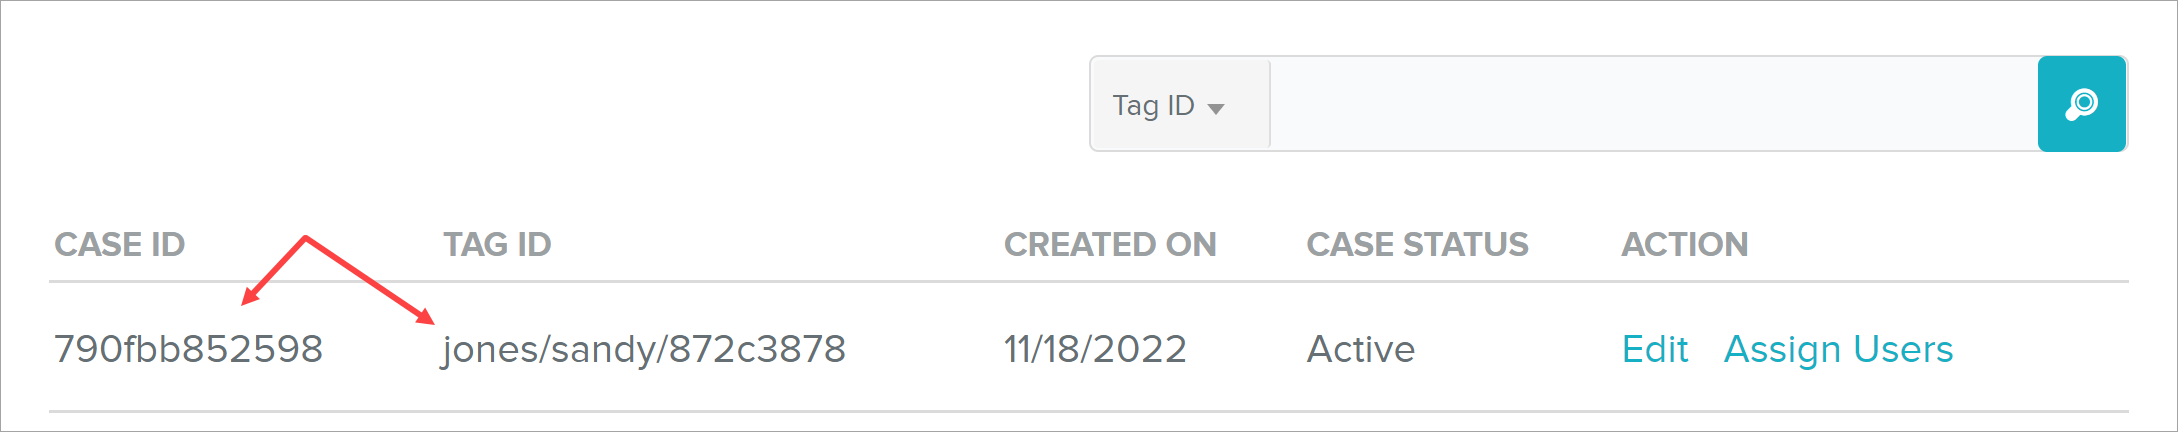 Tag ID
CASE ID TAG ID CREATED ON CASE STATUS ACTION
790fbb852598 jones/sandy/872c3878 11/18/2022 Active Edit Assign Users